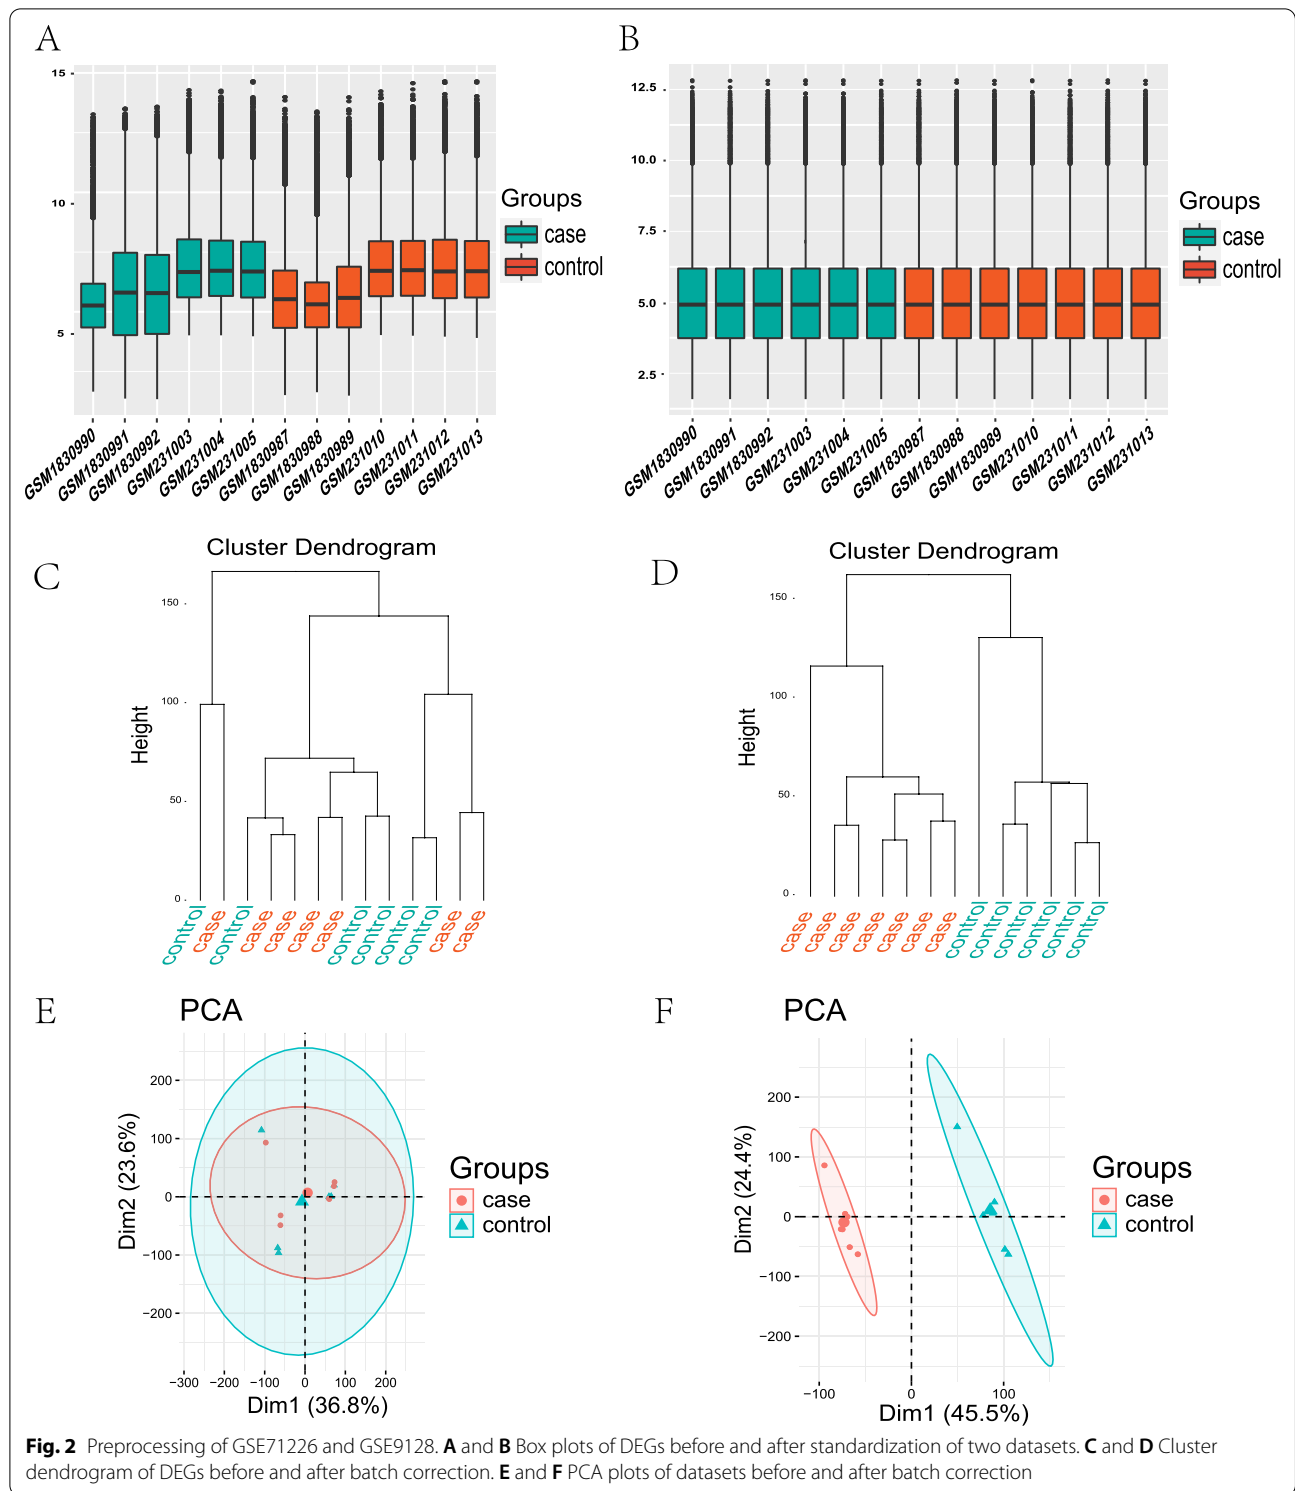 A
B
15
10
5
Groups
case
control
GSM1830990
GSM1830991
GSM1830992
GSM231003
GSM231004
GSM231005
GSM1830987
GSM1830988
GSM1830989
GSM231010
GSM231011
GSM231012
GSM231013
12.5
10.0
7.5
5.0
2.5
Groups
case
control
GSM1830990
GSM1830991
GSM1830992
GSM231003
GSM231004
GSM231005
GSM1830987
GSM1830988
GSM1830989
GSM231010
GSM231011
GSM231012
GSM231013
C
Cluster Dendrogram
Height
150
100
50
0
control
case
control
case
case
case
case
control
control
control
control
case
case
D
Cluster Dendrogram
Height
150
100
50
0
case
case
case
case
case
case
case
control
control
control
control
control
control
E
PCA
Dim2 (23.6%)
200
100
0
−100
−200
−300 −200 −100 0 100 200
Dim1 (36.8%)
Groups
case
control
F
PCA
Dim2 (24.4%)
200
100
0
−100
−200
−100 0 100
Dim1 (45.5%)
Groups
case
control
Fig. 2 Preprocessing of GSE71226 and GSE9128. A and B Box plots of DEGs before and after standardization of two datasets. C and D Cluster
dendrogram of DEGs before and after batch correction. E and F PCA plots of datasets before and after batch correction